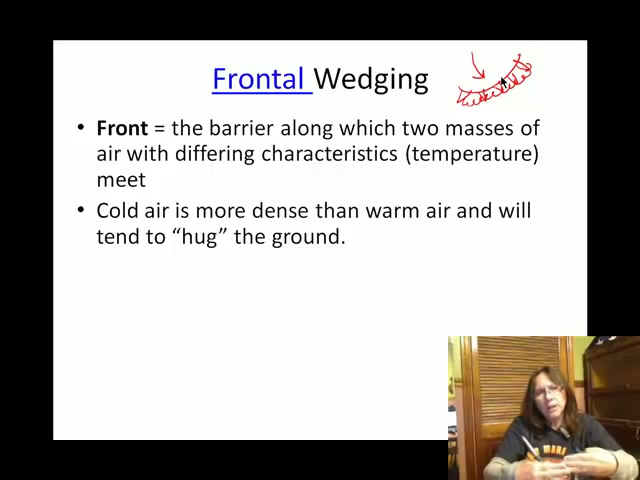 Frontal Wedging
• Front = the barrier along which two masses of
air with differing characteristics (temperature)
meet
• Cold air is more dense than warm air and will
tend to “hug” the ground.